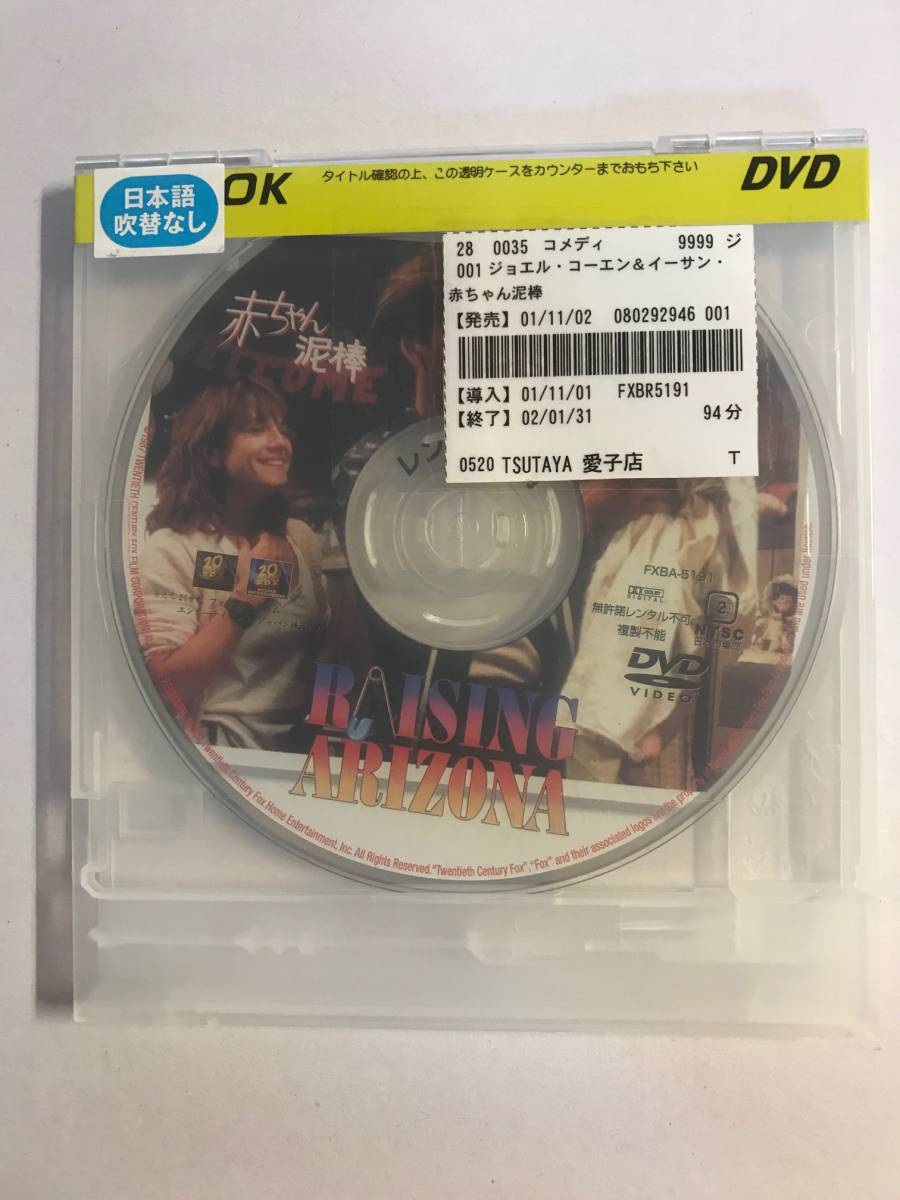 日本語
吹替なし
OK
タイトル確認の上、この透明ケースをカウンターまでおもち下さい
DVD
28 0035 コメディ 9999 ジ
001 ジョエル・コーエン&イーサン・
赤ちゃん泥棒
【発売】01/11/02 080292946 001
【導入】01/11/01 FXBR5191
【終了】02/01/31 94分
0520 TSUTAYA 愛子店 T
赤ちゃん
泥棒
レン
FXBA-5191
DOLBY
DIGITAL
無許諾レンタル不可
複製不能
2
NTSC
DVD
VIDEO
RAISING
ARIZONA
Twentieth Century Fox Home Entertainment, Inc. All Rights Reserved. "Twentieth Century Fox", "Fox" and their associated logos are the